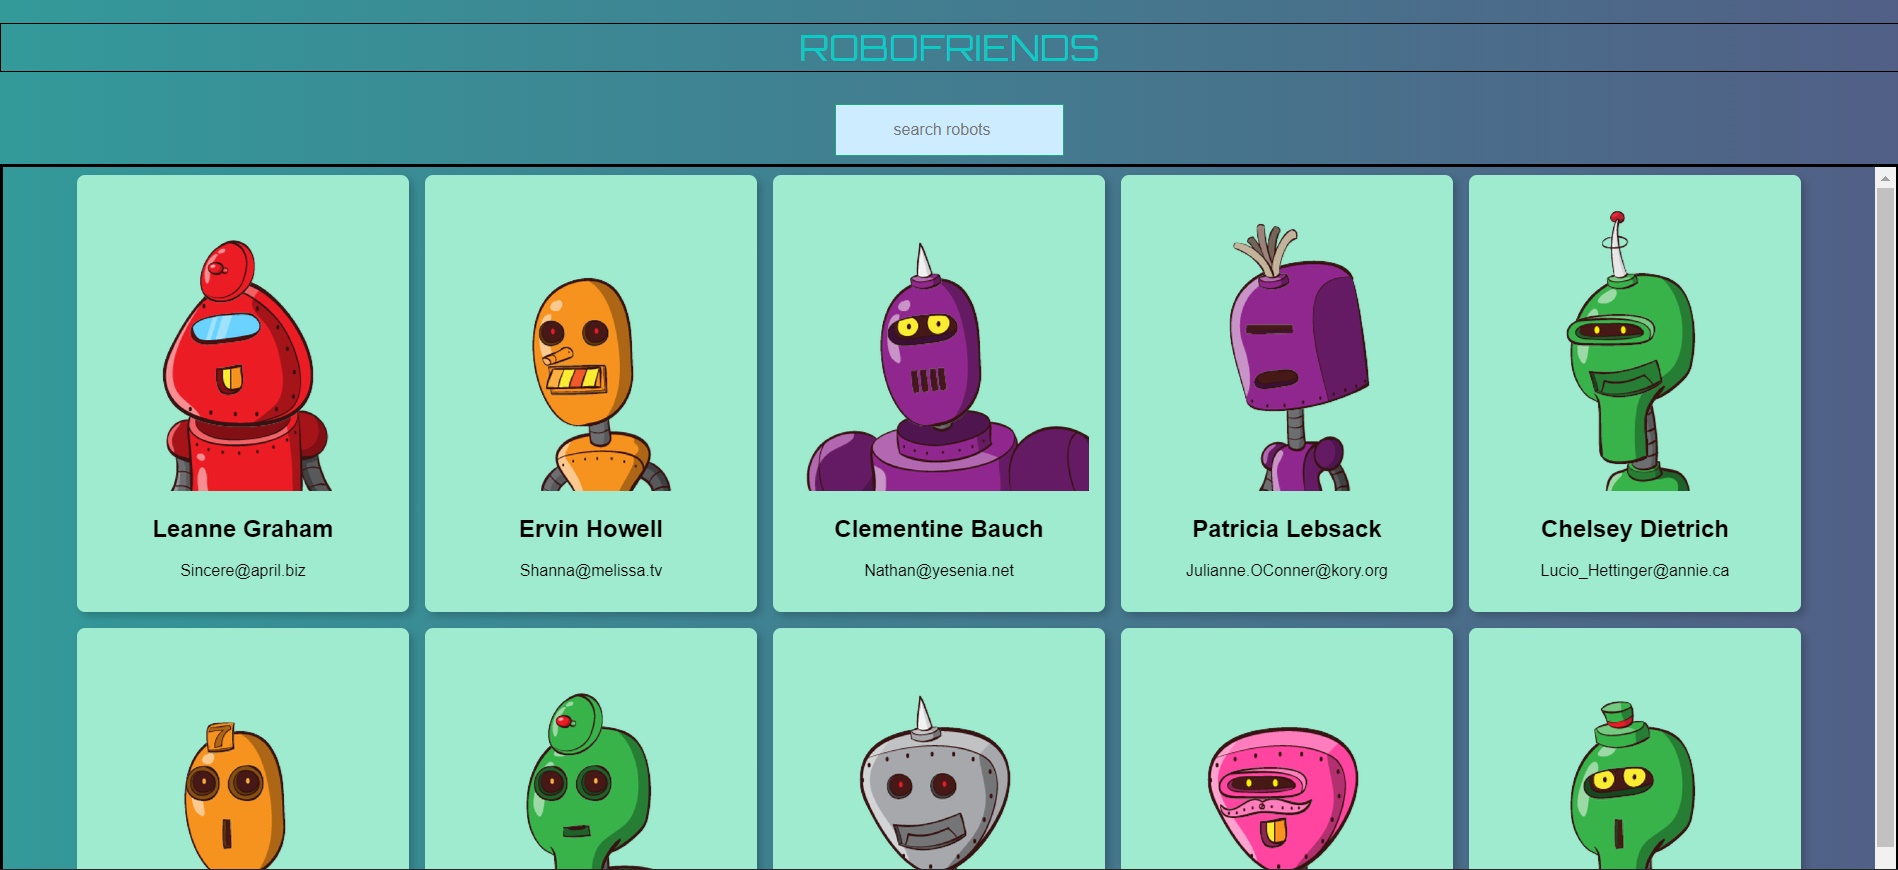 ROBOFRIENDS
search robots
Leanne Graham
Sincere@april.biz
Ervin Howell
Shanna@melissa.tv
Clementine Bauch
Nathan@yesenia.net
Patricia Lebsack
Julianne.OConner@kory.org
Chelsey Dietrich
Lucio_Hettinger@annie.ca
7